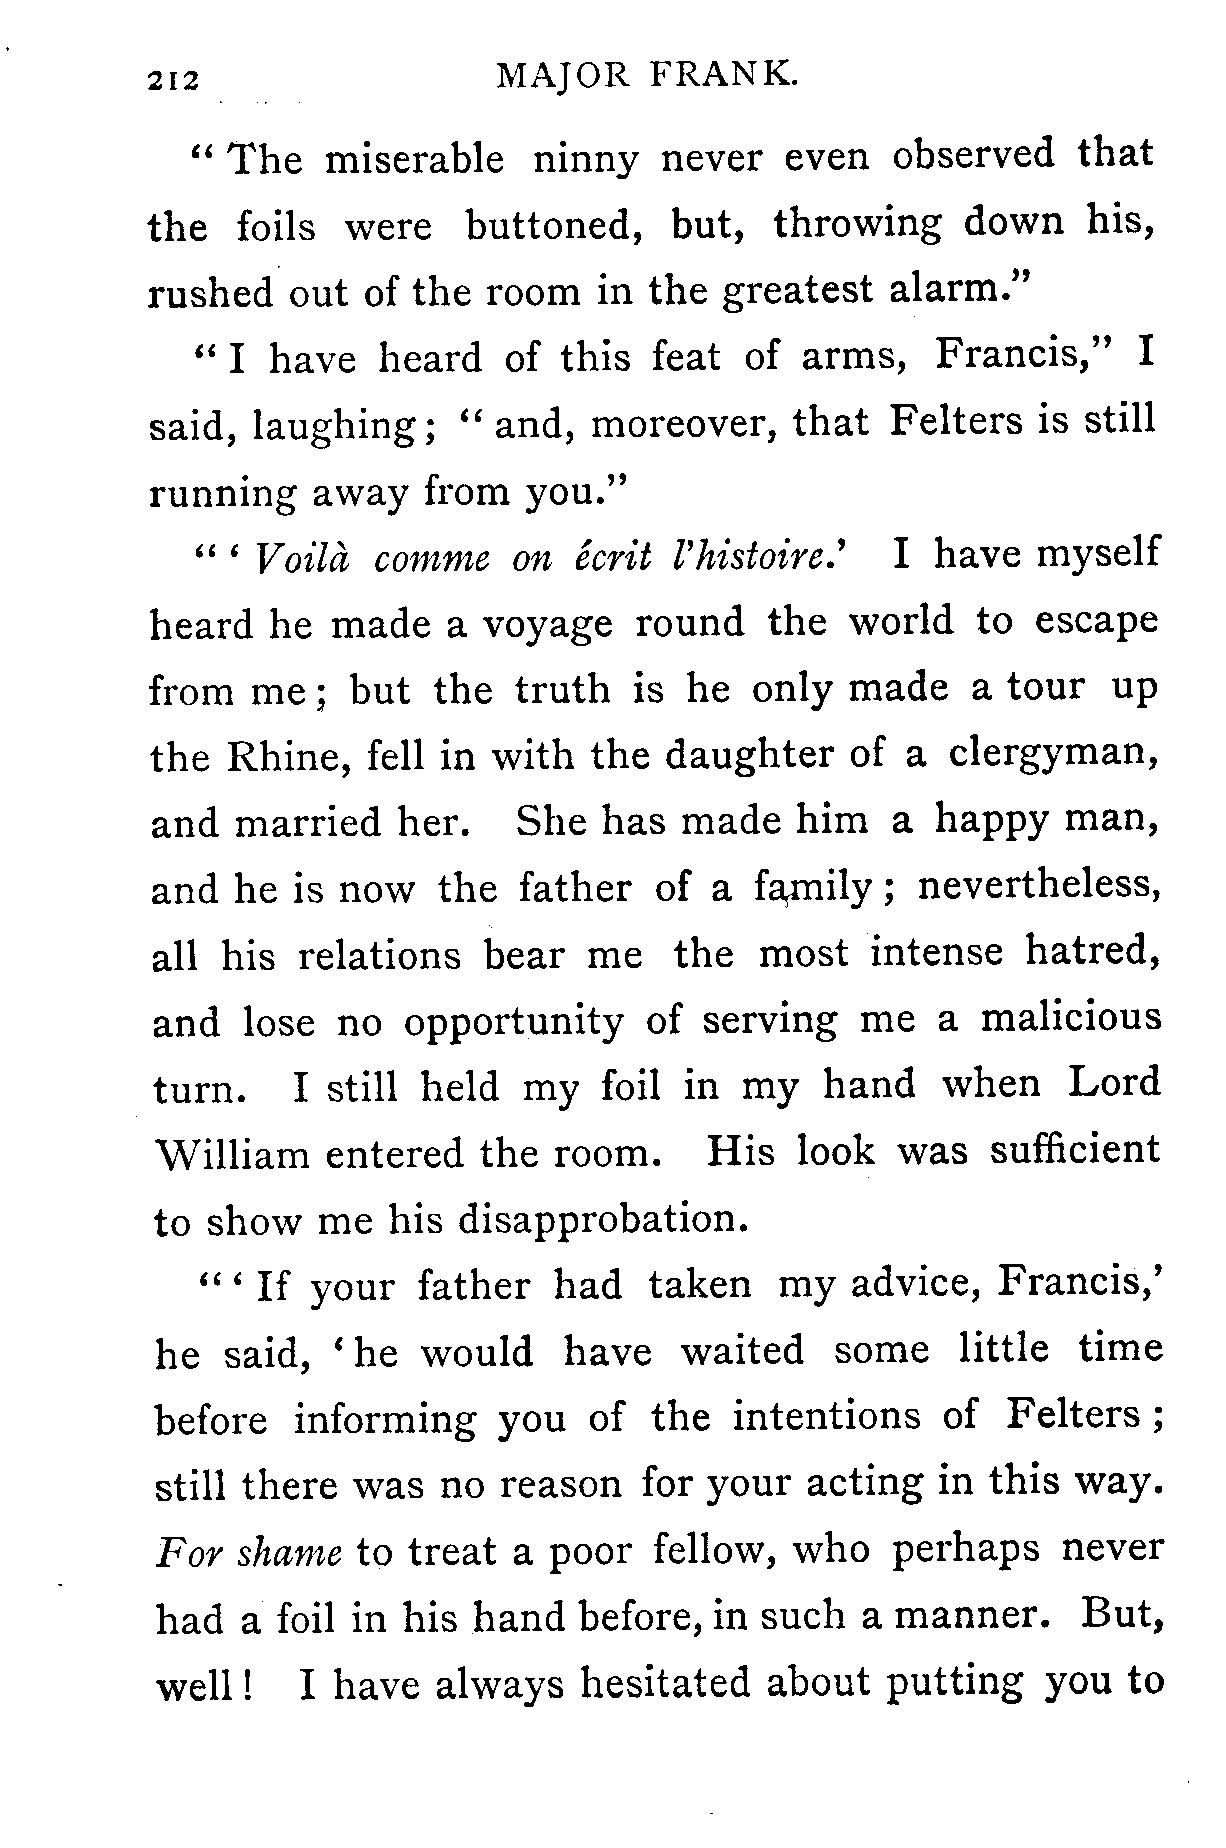 212 MAJOR FRANK.
“ The miserable ninny never even observed that
the foils were buttoned, but, throwing down his,
rushed out of the room in the greatest alarm.”
“ I have heard of this feat of arms, Francis,” I
said, laughing ; “ and, moreover, that Felters is still
running away from you.”
“ ‘ Voilà comme on écrit l’histoire.’ I have myself
heard he made a voyage round the world to escape
from me ; but the truth is he only made a tour up
the Rhine, fell in with the daughter of a clergyman,
and married her. She has made him a happy man,
and he is now the father of a family ; nevertheless,
all his relations bear me the most intense hatred,
and lose no opportunity of serving me a malicious
turn. I still held my foil in my hand when Lord
William entered the room. His look was sufficient
to show me his disapprobation.
“ ‘ If your father had taken my advice, Francis,’
he said, ‘ he would have waited some little time
before informing you of the intentions of Felters ;
still there was no reason for your acting in this way.
For shame to treat a poor fellow, who perhaps never
had a foil in his hand before, in such a manner. But,
well ! I have always hesitated about putting you to